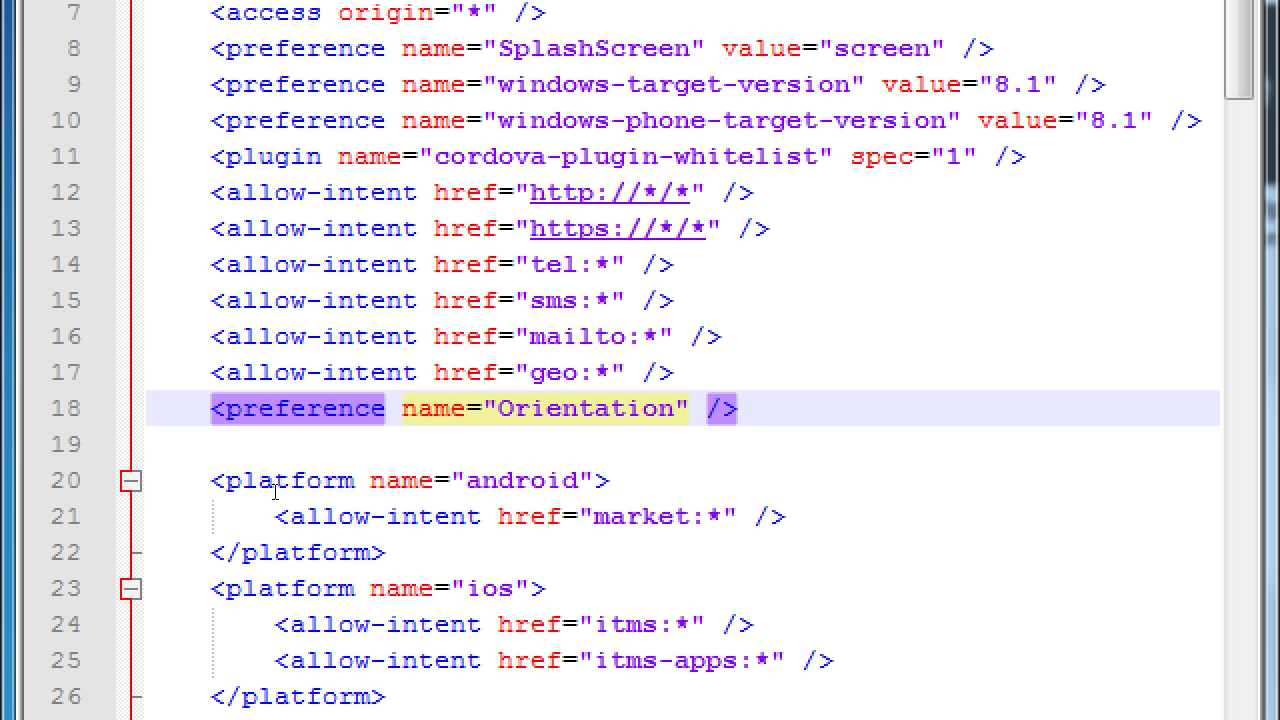 7 <access origin="*" />
8 <preference name="SplashScreen" value="screen" />
9 <preference name="windows-target-version" value="8.1" />
10 <preference name="windows-phone-target-version" value="8.1" />
11 <plugin name="cordova-plugin-whitelist" spec="1" />
12 <allow-intent href="http://*/*" />
13 <allow-intent href="https://*/*" />
14 <allow-intent href="tel:*" />
15 <allow-intent href="sms:*" />
16 <allow-intent href="mailto:*" />
17 <allow-intent href="geo:*" />
18 <preference name="Orientation" />
19
20 <platform name="android">
21 <allow-intent href="market:*" />
22 </platform>
23 <platform name="ios">
24 <allow-intent href="itms:*" />
25 <allow-intent href="itms-apps:*" />
26 </platform>